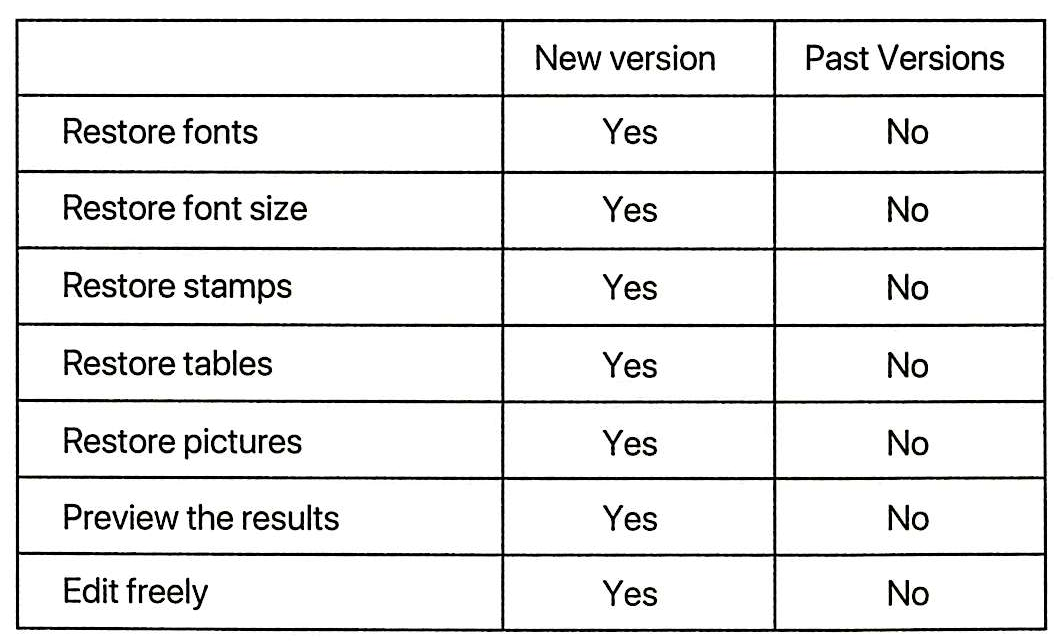 New version Past Versions
Restore fonts Yes No
Restore font size Yes No
Restore stamps Yes No
Restore tables Yes No
Restore pictures Yes No
Preview the results Yes No
Edit freely Yes No